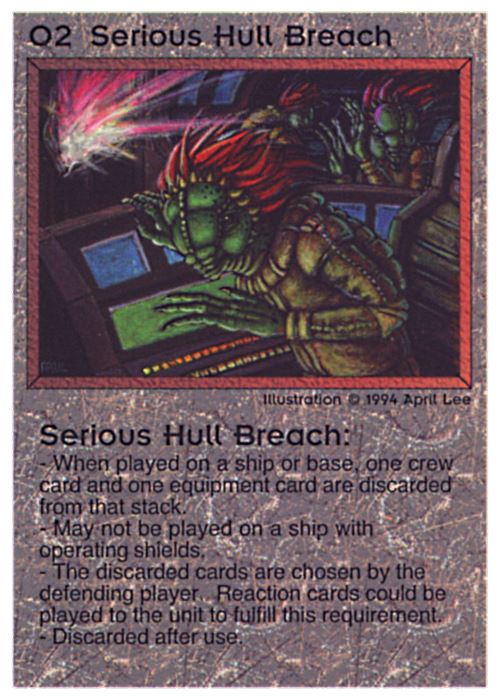 O2 Serious Hull Breach
Illustration © 1994 April Lee
Serious Hull Breach:
- When played on a ship or base, one crew
card and one equipment card are discarded
from that stack.
- May not be played on a ship with
operating shields.
- The discarded cards are chosen by the
defending player. Reaction cards could be
played to the unit to fulfill this requirement.
- Discarded after use.